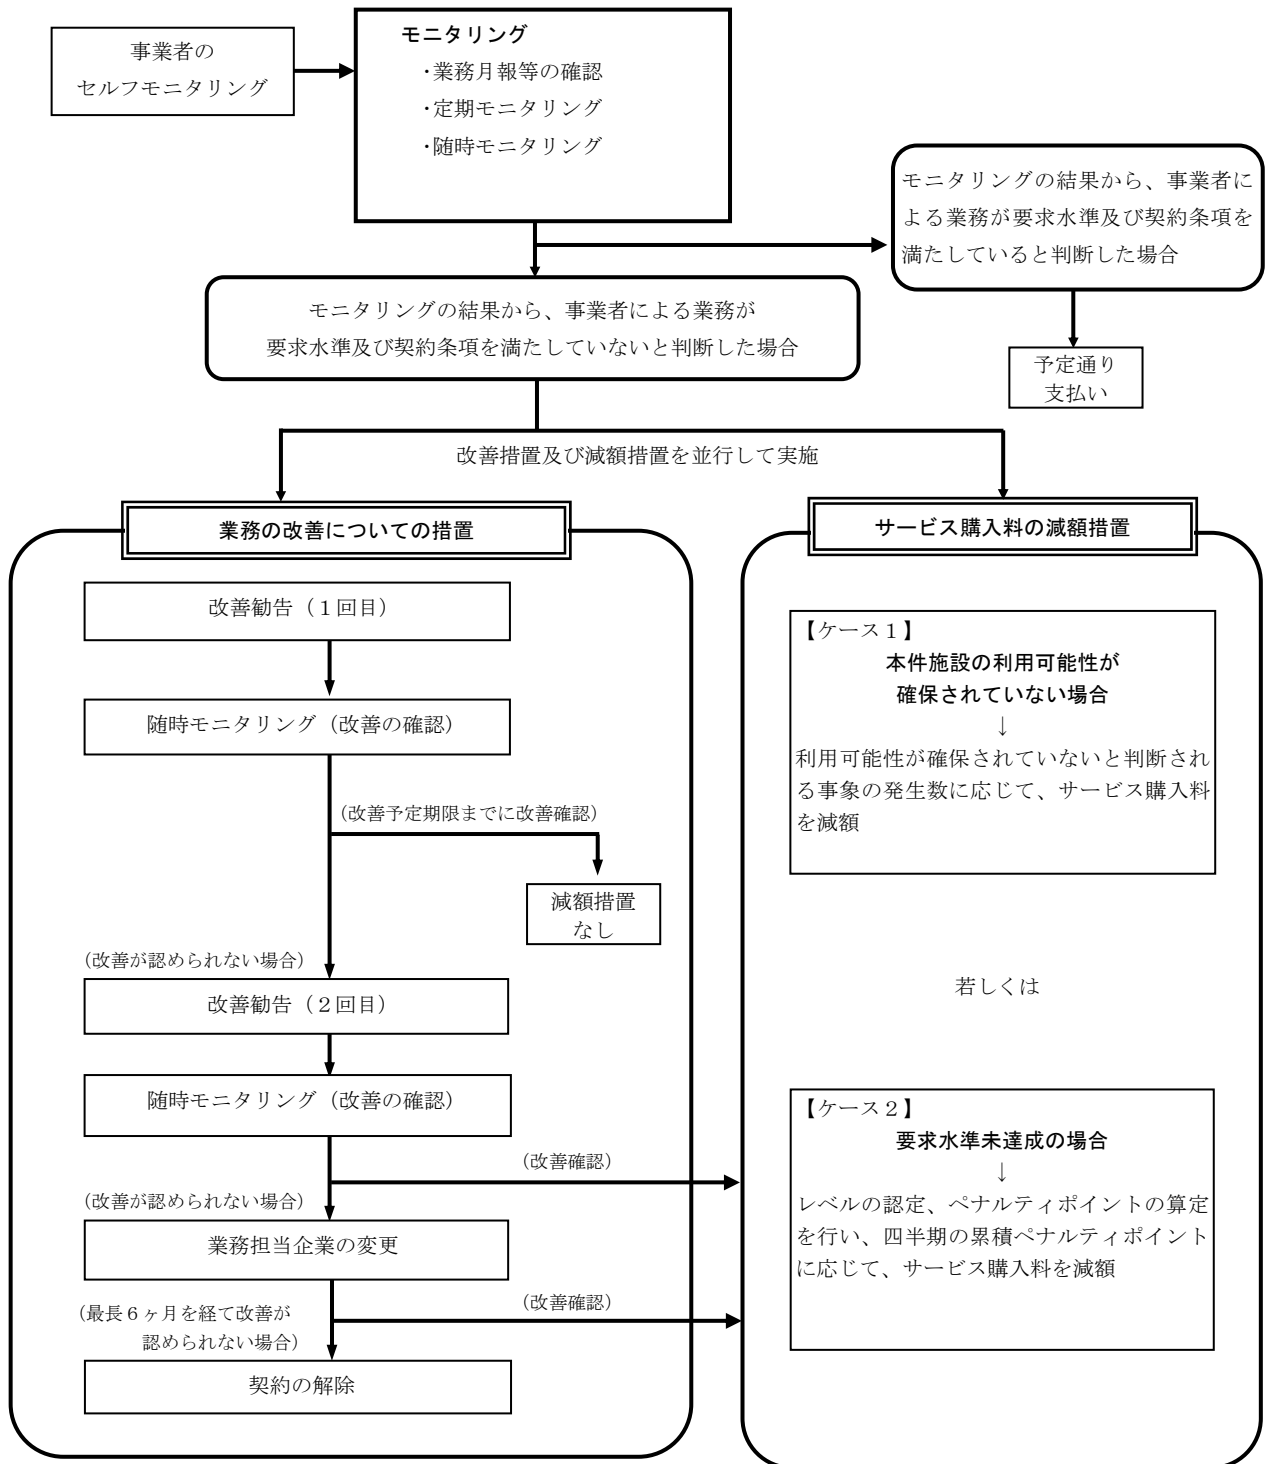 事業者の
セルフモニタリング
モニタリング
・業務月報等の確認
・定期モニタリング
・随時モニタリング
モニタリングの結果から、事業者に
よる業務が要求水準及び契約条項を
満たしていると判断した場合
モニタリングの結果から、事業者による業務が
要求水準及び契約条項を満たしていないと判断した場合
予定通り
支払い
改善措置及び減額措置を並行して実施
業務の改善についての措置
改善勧告（１回目）
随時モニタリング（改善の確認）
（改善予定期限までに改善確認）
減額措置
なし
（改善が認められない場合）
改善勧告（２回目）
随時モニタリング（改善の確認）
（改善確認）
（改善が認められない場合）
業務担当企業の変更
（改善確認）
（最長６ヶ月を経て改善が
認められない場合）
契約の解除
サービス購入料の減額措置
【ケース１】
本件施設の利用可能性が
確保されていない場合
↓
利用可能性が確保されていないと判断され
る事象の発生数に応じて、サービス購入料
を減額
若しくは
【ケース２】
要求水準未達成の場合
↓
レベルの認定、ペナルティポイントの算定
を行い、四半期の累積ペナルティポイント
に応じて、サービス購入料を減額